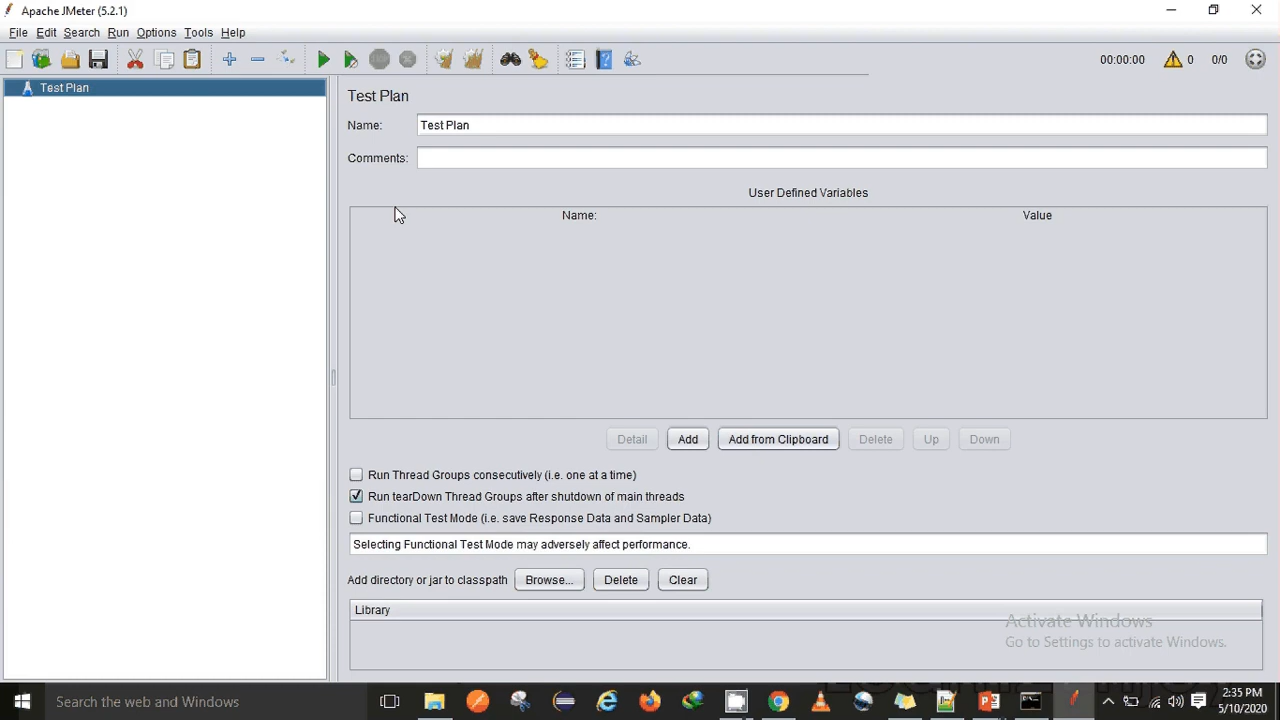 Apache JMeter (5.2.1)
File Edit Search Run Options Tools Help
00:00:00 0 0/0
Test Plan
Test Plan
Name: Test Plan
Comments:
User Defined Variables
Name: Value
Detail Add Add from Clipboard Delete Up Down
Run Thread Groups consecutively (i.e. one at a time)
Run tearDown Thread Groups after shutdown of main threads
Functional Test Mode (i.e. save Response Data and Sampler Data)
Selecting Functional Test Mode may adversely affect performance.
Add directory or jar to classpath Browse... Delete Clear
Library
Activate Windows
Go to Settings to activate Windows.
Search the web and Windows
2:35 PM
5/10/2020